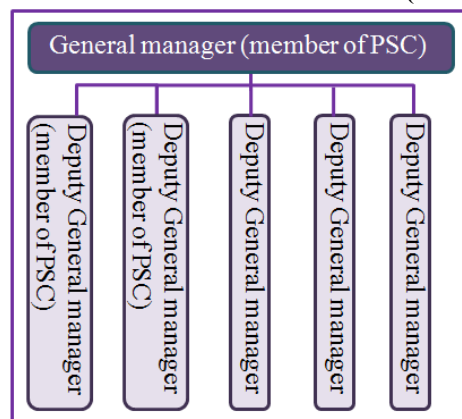 (
General manager (member of PSC)
Deputy General manager
(member of PSC)
Deputy General manager
(member of PSC)
Deputy General manager
Deputy General manager
Deputy General manager